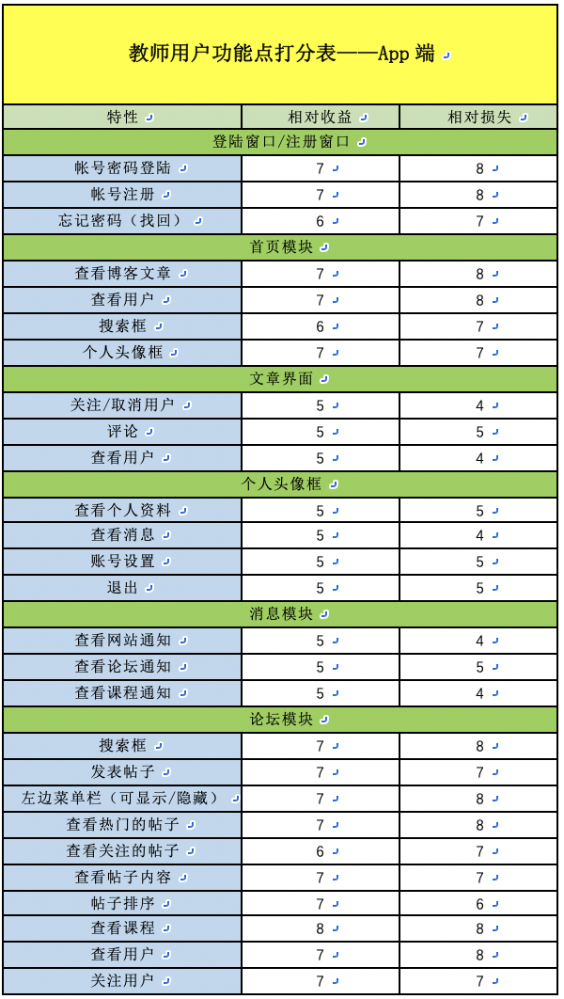 教师用户功能点打分表——App 端
特性 相对收益 相对损失
登陆窗口/注册窗口
帐号密码登陆 7 8
帐号注册 7 8
忘记密码（找回） 6 7
首页模块
查看博客文章 7 8
查看用户 7 8
搜索框 6 7
个人头像框 7 7
文章界面
关注/取消用户 5 4
评论 5 5
查看用户 5 4
个人头像框
查看个人资料 5 5
查看消息 5 4
账号设置 5 5
退出 5 5
消息模块
查看网站通知 5 4
查看论坛通知 5 5
查看课程通知 5 4
论坛模块
搜索框 7 8
发表帖子 7 7
左边菜单栏（可显示/隐藏） 7 8
查看热门的帖子 7 8
查看关注的帖子 6 7
查看帖子内容 7 7
帖子排序 7 6
查看课程 8 8
查看用户 7 8
关注用户 7 7